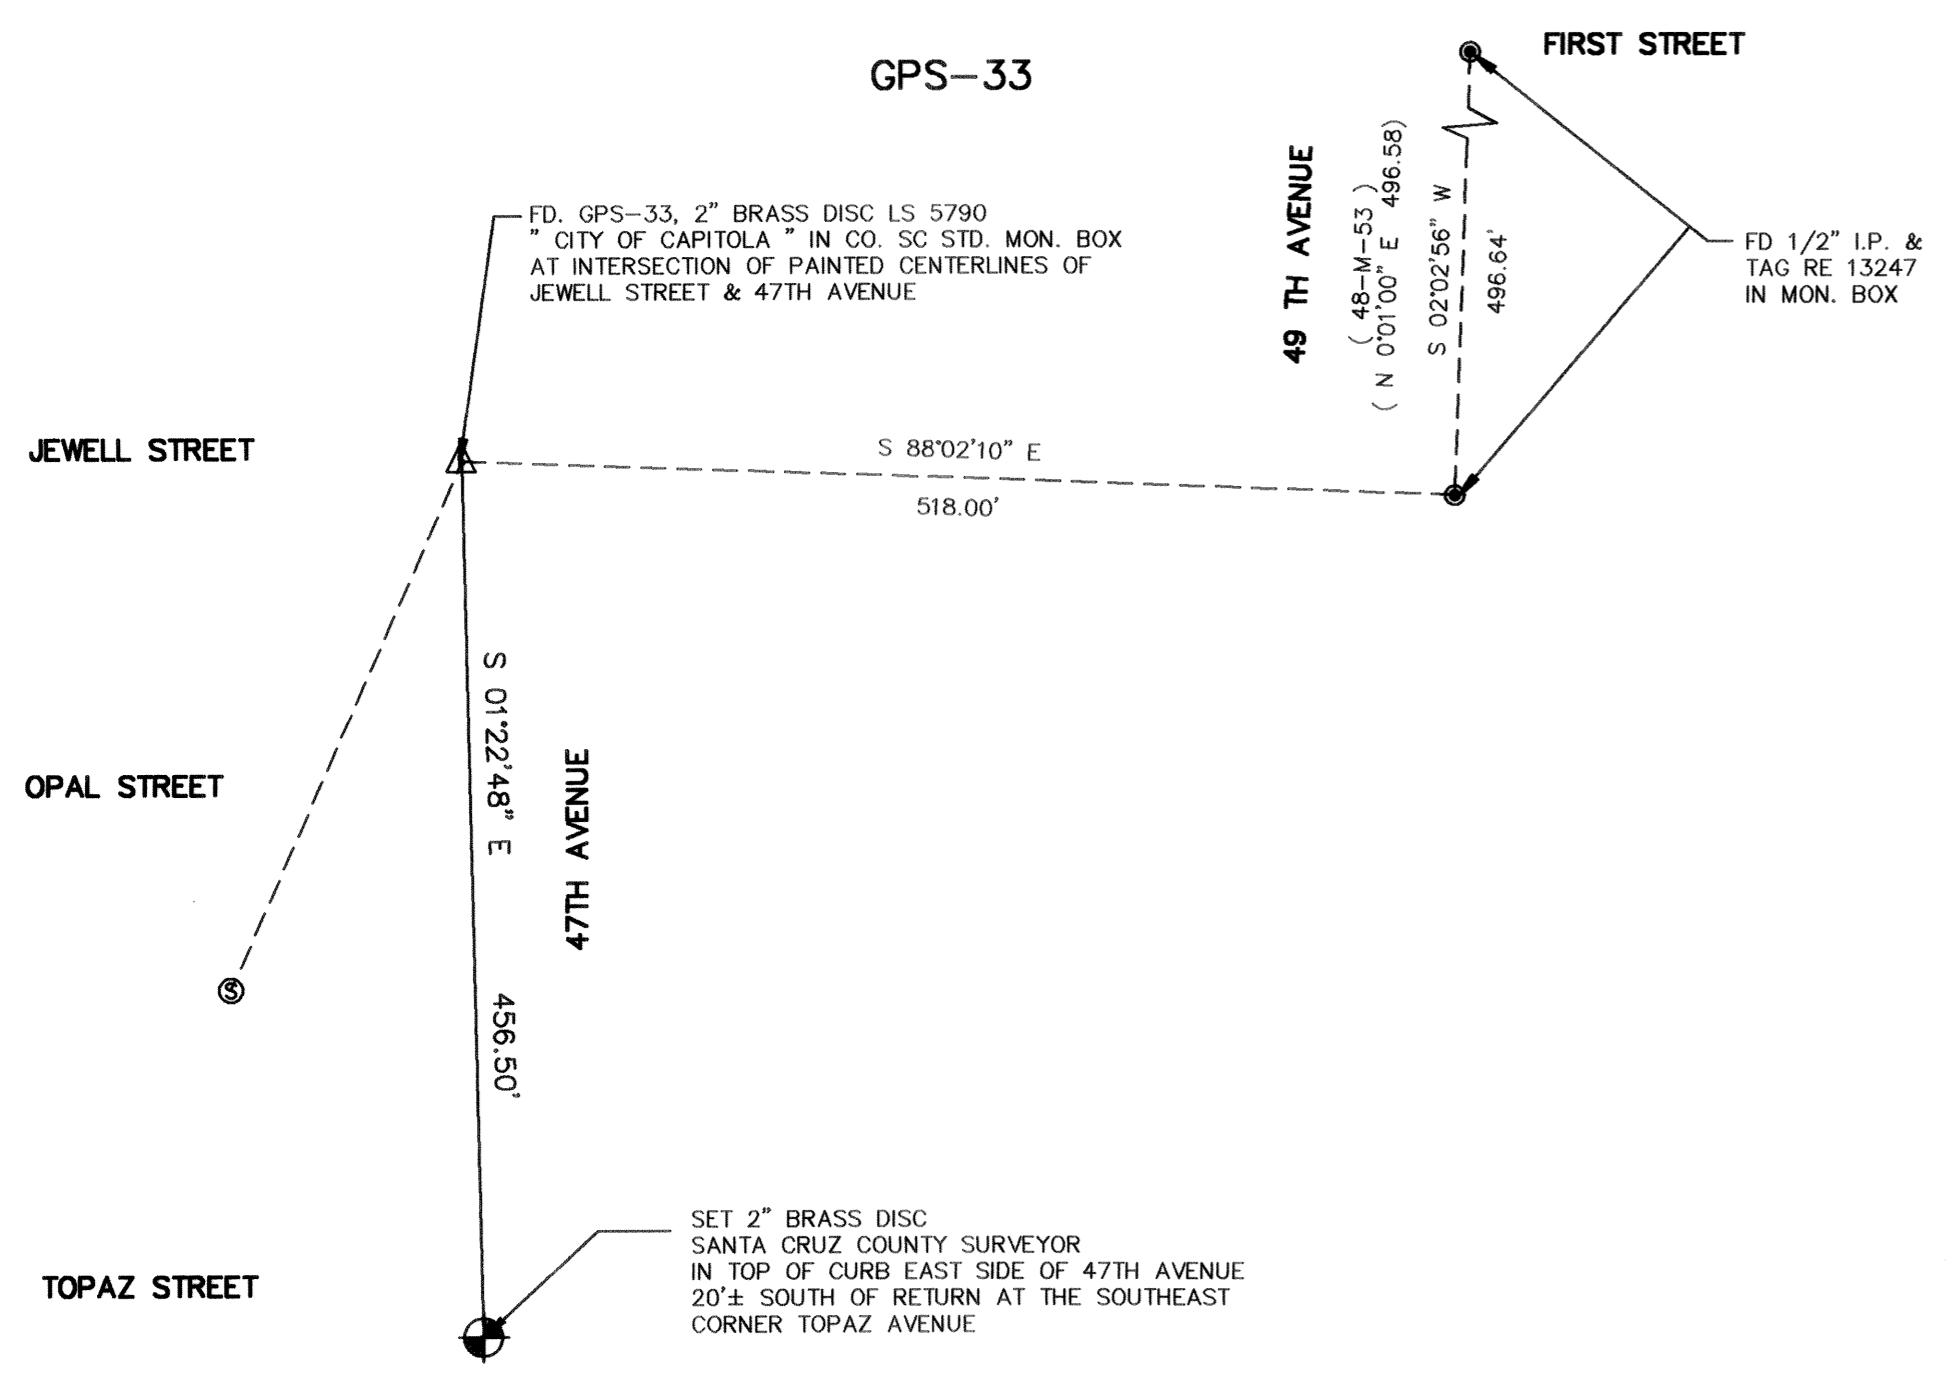 GPS-33
FIRST STREET
FD. GPS-33, 2" BRASS DISC LS 5790
" CITY OF CAPITOLA " IN CO. SC STD. MON. BOX
AT INTERSECTION OF PAINTED CENTERLINES OF
JEWELL STREET & 47TH AVENUE
49 TH AVENUE
( 48-M-53 )
( N 0°01'00" E 496.58)
S 02°02'56" W
496.64'
FD 1/2" I.P. &
TAG RE 13247
IN MON. BOX
JEWELL STREET
S 88°02'10" E
518.00'
S 01°22'48" E 456.50'
47TH AVENUE
OPAL STREET
S
TOPAZ STREET
SET 2" BRASS DISC
SANTA CRUZ COUNTY SURVEYOR
IN TOP OF CURB EAST SIDE OF 47TH AVENUE
20'± SOUTH OF RETURN AT THE SOUTHEAST
CORNER TOPAZ AVENUE